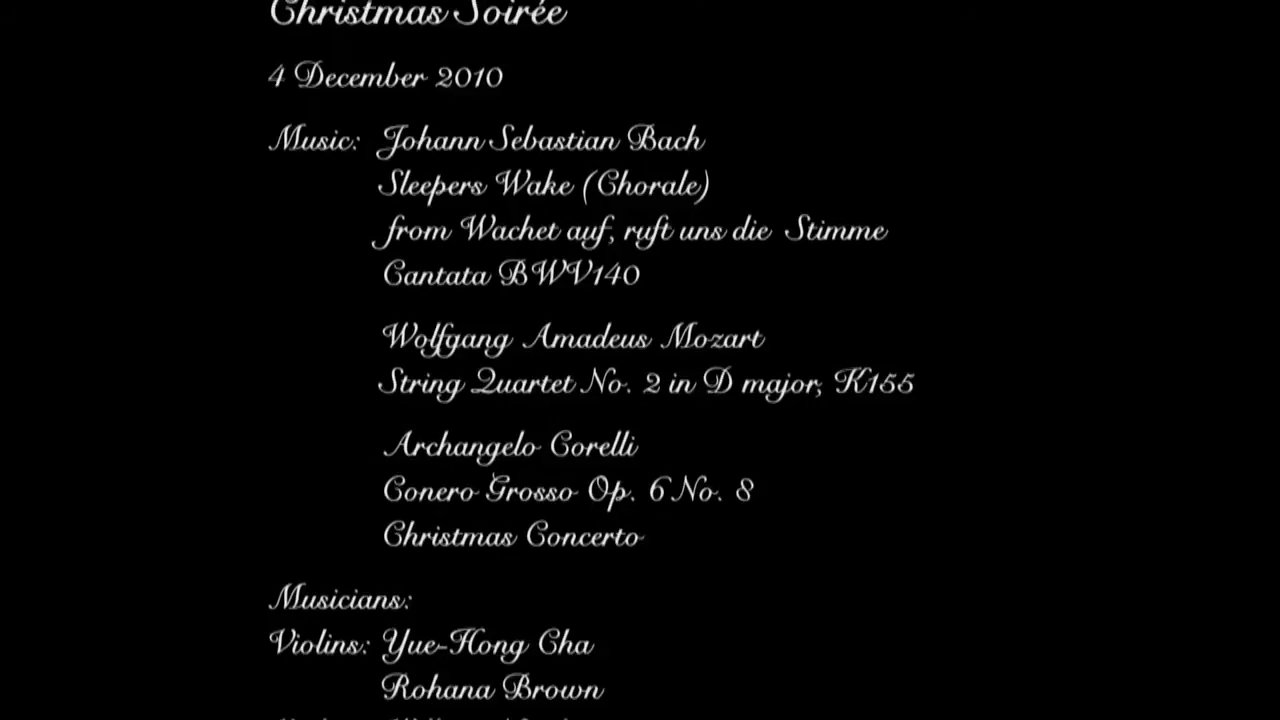 Christmas Soirée
4 December 2010
Music: Johann Sebastian Bach
Sleepers Wake (Chorale)
from Wachet auf, ruft uns die Stimme
Cantata BWV140
Wolfgang Amadeus Mozart
String Quartet No. 2 in D major, K155
Archangelo Corelli
Conero Grosso Op. 6 No. 8
Christmas Concerto
Musicians:
Violins: Yue-Hong Cha
Rohana Brown